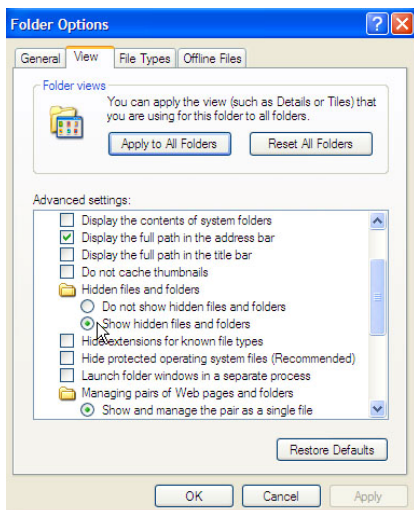 Folder Options
General View File Types Offline Files
Folder views
You can apply the view (such as Details or Tiles) that
you are using for this folder to all folders.
Apply to All Folders Reset All Folders
Advanced settings:
Display the contents of system folders
Display the full path in the address bar
Display the full path in the title bar
Do not cache thumbnails
Hidden files and folders
Do not show hidden files and folders
Show hidden files and folders
Hide extensions for known file types
Hide protected operating system files (Recommended)
Launch folder windows in a separate process
Managing pairs of Web pages and folders
Show and manage the pair as a single file
Restore Defaults
OK Cancel Apply